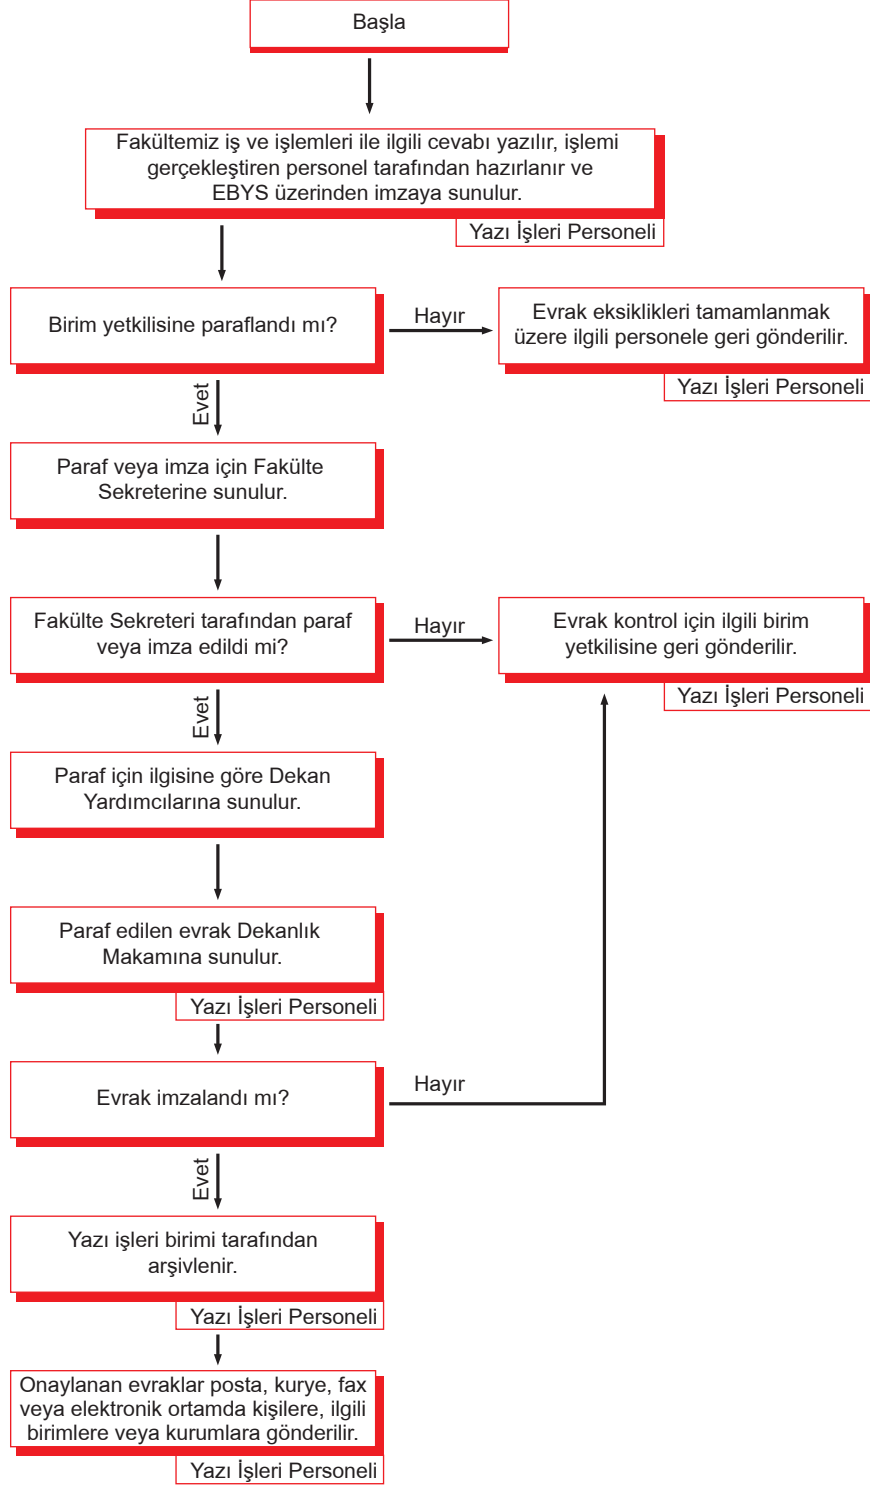 Başla
Fakültemiz iş ve işlemleri ile ilgili cevabı yazılır, işlemi
gerçekleştiren personel tarafından hazırlanır ve
EBYS üzerinden imzaya sunulur.
Yazı İşleri Personeli
Birim yetkilisine paraflandı mı?
Hayır
Evrak eksiklikleri tamamlanmak
üzere ilgili personele geri gönderilir.
Yazı İşleri Personeli
Evet
Paraf veya imza için Fakülte
Sekreterine sunulur.
Fakülte Sekreteri tarafından paraf
veya imza edildi mi?
Hayır
Evrak kontrol için ilgili birim
yetkilisine geri gönderilir.
Yazı İşleri Personeli
Evet
Paraf için ilgisine göre Dekan
Yardımcılarına sunulur.
Paraf edilen evrak Dekanlık
Makamına sunulur.
Yazı İşleri Personeli
Evrak imzalandı mı?
Hayır
Evet
Yazı işleri birimi tarafından
arşivlenir.
Yazı İşleri Personeli
Onaylanan evraklar posta, kurye, fax
veya elektronik ortamda kişilere, ilgili
birimlere veya kurumlara gönderilir.
Yazı İşleri Personeli